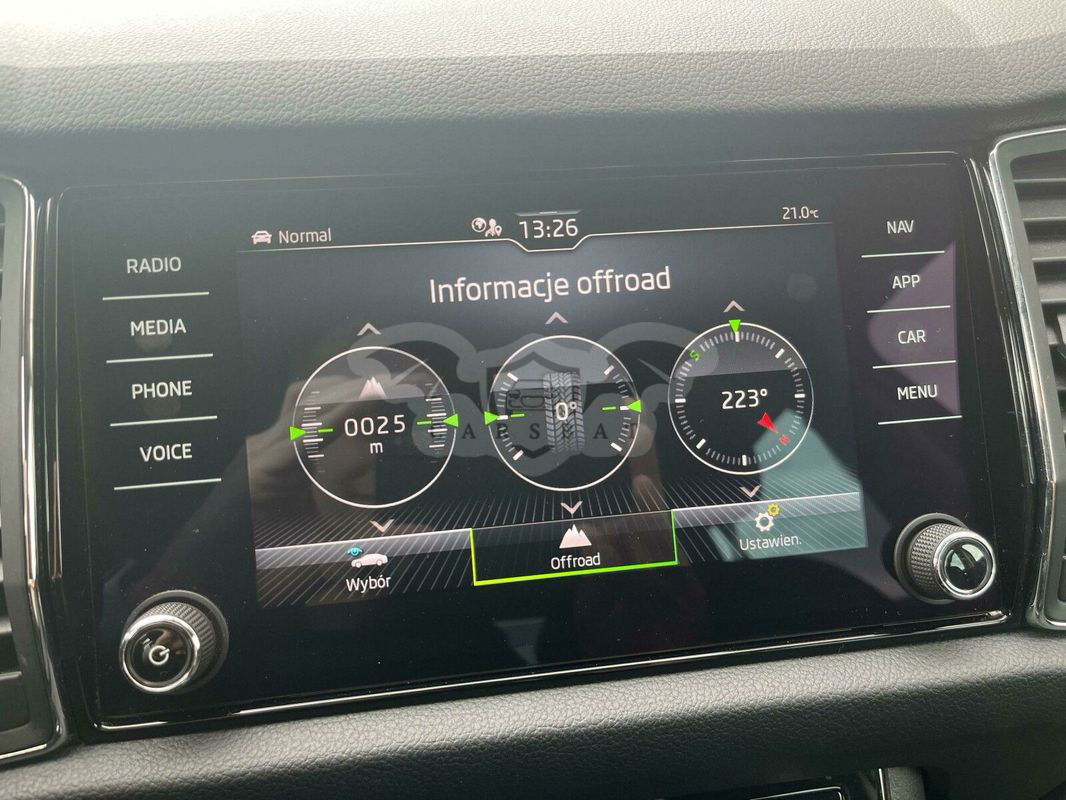 Normal
13:26
21.0°C
Informacje offroad
RADIO
MEDIA
PHONE
VOICE
0025
m
0°
S
223°
N
CARSEAT
Wybór
Offroad
Ustawien.
NAV
APP
CAR
MENU